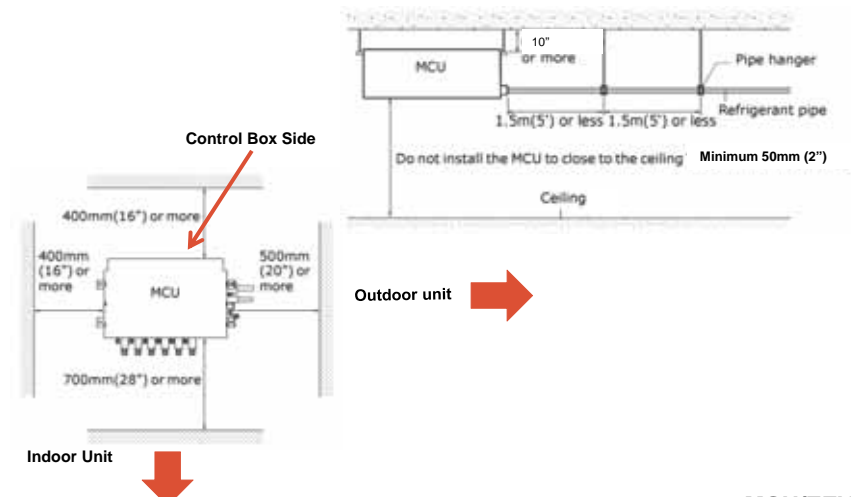 10"
or more
MCU
Pipe hanger
Refrigerant pipe
1.5m(5') or less 1.5m(5') or less
Control Box Side
Do not install the MCU to close to the ceiling Minimum 50mm (2")
Ceiling
400mm(16") or more
400mm
(16") or
more
500mm
(20") or
more
MCU
Outdoor unit
700mm(28") or more
Indoor Unit